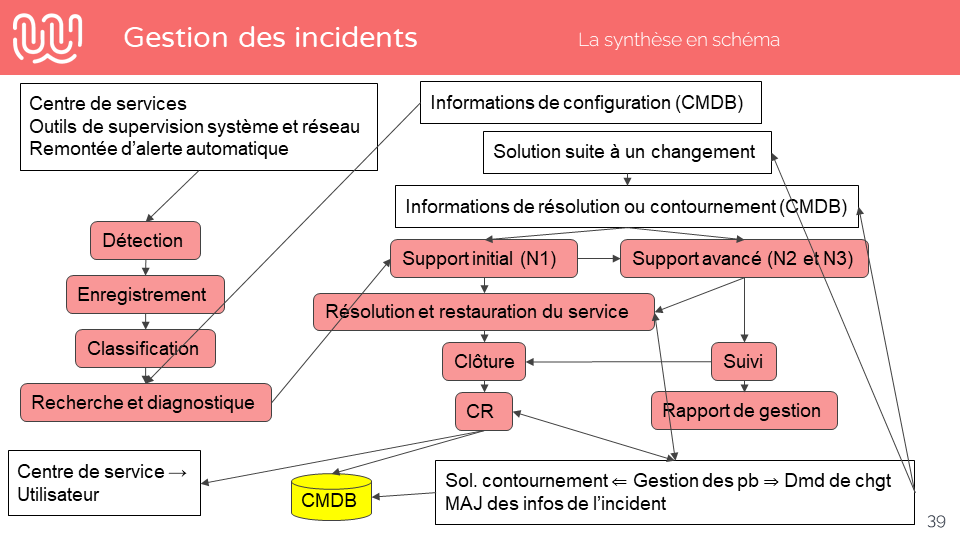 Gestion des incidents
La synthèse en schéma
Centre de services
Outils de supervision système et réseau
Remontée d’alerte automatique
Informations de configuration (CMDB)
Solution suite à un changement
Informations de résolution ou contournement (CMDB)
Détection
Support initial (N1)
Support avancé (N2 et N3)
Enregistrement
Résolution et restauration du service
Classification
Clôture
Suivi
Recherche et diagnostique
CR
Rapport de gestion
Centre de service →
Utilisateur
CMDB
Sol. contournement ⇐ Gestion des pb ⇒ Dmd de chgt
MAJ des infos de l’incident
39